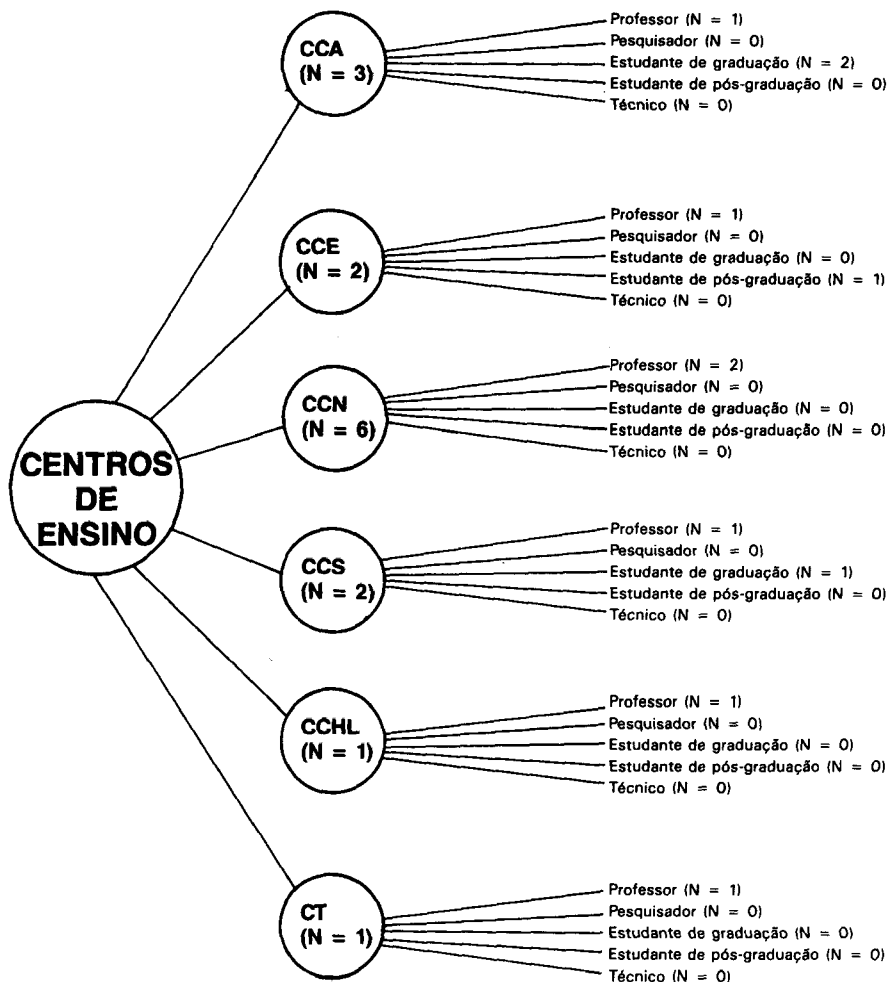 CENTROS
DE
ENSINO
CCA
(N = 3)
Professor (N = 1)
Pesquisador (N = 0)
Estudante de graduação (N = 2)
Estudante de pós-graduação (N = 0)
Técnico (N = 0)
CCE
(N = 2)
Professor (N = 1)
Pesquisador (N = 0)
Estudante de graduação (N = 0)
Estudante de pós-graduação (N = 1)
Técnico (N = 0)
CCN
(N = 6)
Professor (N = 2)
Pesquisador (N = 0)
Estudante de graduação (N = 0)
Estudante de pós-graduação (N = 0)
Técnico (N = 0)
CCS
(N = 2)
Professor (N = 1)
Pesquisador (N = 0)
Estudante de graduação (N = 1)
Estudante de pós-graduação (N = 0)
Técnico (N = 0)
CCHL
(N = 1)
Professor (N = 1)
Pesquisador (N = 0)
Estudante de graduação (N = 0)
Estudante de pós-graduação (N = 0)
Técnico (N = 0)
CT
(N = 1)
Professor (N = 1)
Pesquisador (N = 0)
Estudante de graduação (N = 0)
Estudante de pós-graduação (N = 0)
Técnico (N = 0)